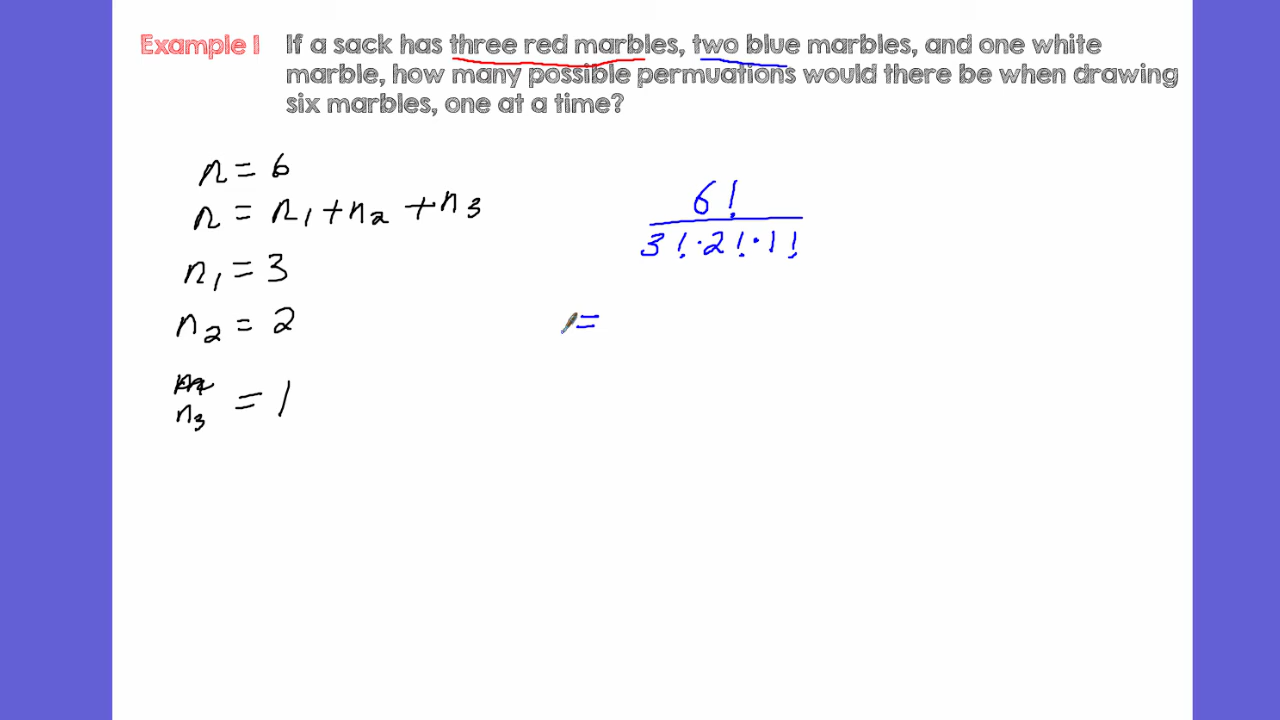 Example 1 If a sack has three red marbles, two blue marbles, and one white
marble, how many possible permuations would there be when drawing
six marbles, one at a time?
n = 6
n = n₁ + n₂ + n₃
n₁ = 3
n₂ = 2
n₃ = 1
6!
3! · 2! · 1!
=